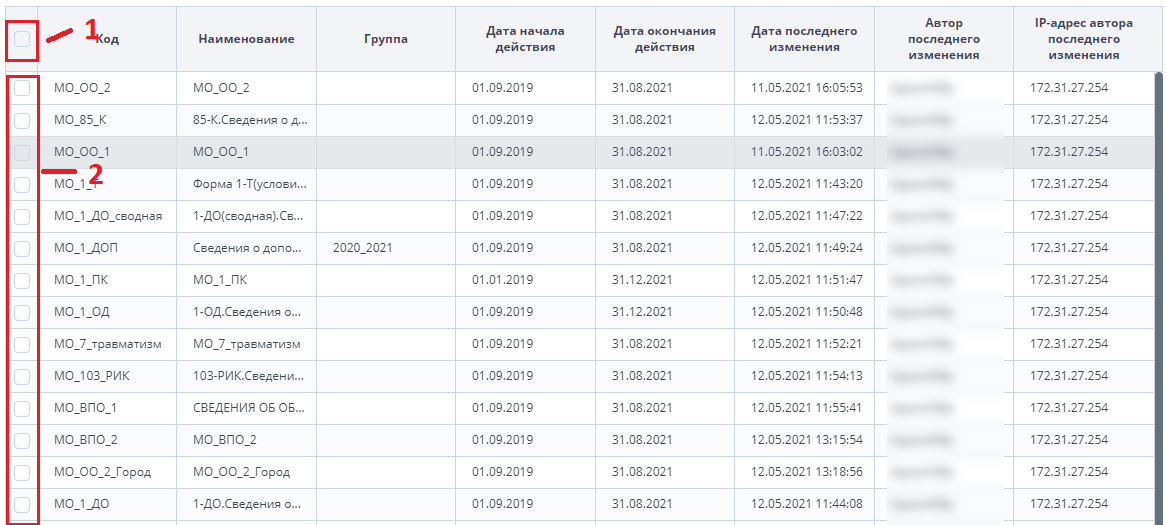 1
Код
Наименование
Группа
Дата начала
действия
Дата окончания
действия
Дата последнего
изменения
Автор
последнего
изменения
IP-адрес автора
последнего
изменения
МО_ОО_2 МО_ОО_2 01.09.2019 31.08.2021 11.05.2021 16:05:53 172.31.27.254
МО_85_К 85-К.Сведения о д... 01.09.2019 31.08.2021 12.05.2021 11:53:37 172.31.27.254
МО_ОО_1 МО_ОО_1 01.09.2019 31.08.2021 11.05.2021 16:03:02 172.31.27.254
2
МО_1_Т Форма 1-Т(услови... 01.09.2019 31.08.2021 12.05.2021 11:43:20 172.31.27.254
МО_1_ДО_сводная 1-ДО(сводная).Св... 01.09.2019 31.08.2021 12.05.2021 11:47:22 172.31.27.254
МО_1_ДОП Сведения о допо... 2020_2021 01.09.2019 31.08.2021 12.05.2021 11:49:24 172.31.27.254
МО_1_ПК МО_1_ПК 01.01.2019 31.12.2021 12.05.2021 11:51:47 172.31.27.254
МО_1_ОД 1-ОД.Сведения о... 01.09.2019 31.12.2021 12.05.2021 11:50:48 172.31.27.254
МО_7_травматизм МО_7_травматизм 01.09.2019 31.08.2021 12.05.2021 11:52:21 172.31.27.254
МО_103_РИК 103-РИК.Сведени... 01.09.2019 31.08.2021 12.05.2021 11:54:13 172.31.27.254
МО_ВПО_1 СВЕДЕНИЯ ОБ ОБ... 01.09.2019 31.08.2021 12.05.2021 11:55:41 172.31.27.254
МО_ВПО_2 МО_ВПО_2 01.09.2019 31.08.2021 12.05.2021 13:15:54 172.31.27.254
МО_ОО_2_Город МО_ОО_2_Город 01.09.2019 31.08.2021 12.05.2021 13:18:56 172.31.27.254
МО_1_ДО 1-ДО.Сведения о... 01.09.2019 31.08.2021 12.05.2021 11:44:08 172.31.27.254